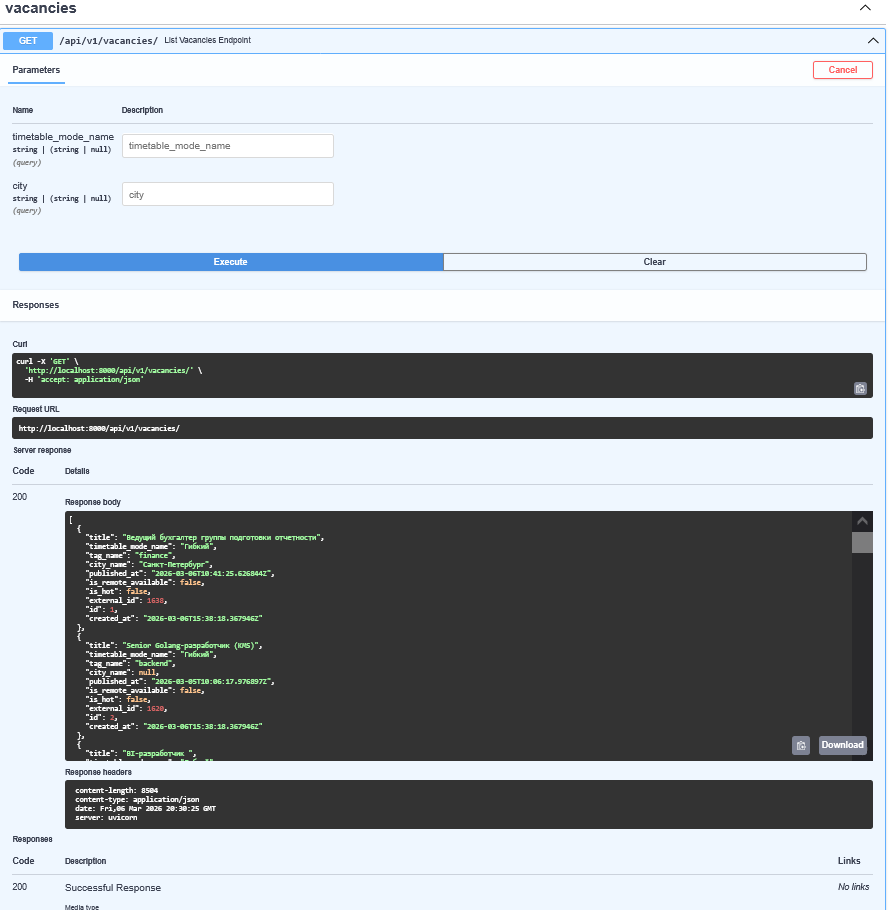 vacancies
GET /api/v1/vacancies/ List Vacancies Endpoint
Parameters
Cancel
Name Description
timetable_mode_name
string | (string | null)
(query)
timetable_mode_name
city
string | (string | null)
(query)
city
Execute Clear
Responses
Curl
curl -X 'GET' \
'http://localhost:8000/api/v1/vacancies/' \
-H 'accept: application/json'
Request URL
http://localhost:8000/api/v1/vacancies/
Server response
Code Details
200
Response body
[
{
"title": "Ведущий бухгалтер группы подготовки отчетности",
"timetable_mode_name": "Гибкий",
"tag_name": "finance",
"city_name": "Санкт-Петербург",
"published_at": "2026-03-06T10:41:25.626844Z",
"is_remote_available": false,
"is_hot": false,
"external_id": 1638,
"id": 1,
"created_at": "2026-03-06T15:38:18.367946Z"
},
{
"title": "Senior Golang-разработчик (KMS)",
"timetable_mode_name": "Гибкий",
"tag_name": "backend",
"city_name": null,
"published_at": "2026-03-05T10:06:17.976897Z",
"is_remote_available": false,
"is_hot": false,
"external_id": 1620,
"id": 2,
"created_at": "2026-03-06T15:38:18.367946Z"
},
{
"title": "BI-разработчик ",
Download
Response headers
content-length: 8504
content-type: application/json
date: Fri,06 Mar 2026 20:30:25 GMT
server: uvicorn
Responses
Code Description Links
200 Successful Response No links
Media type